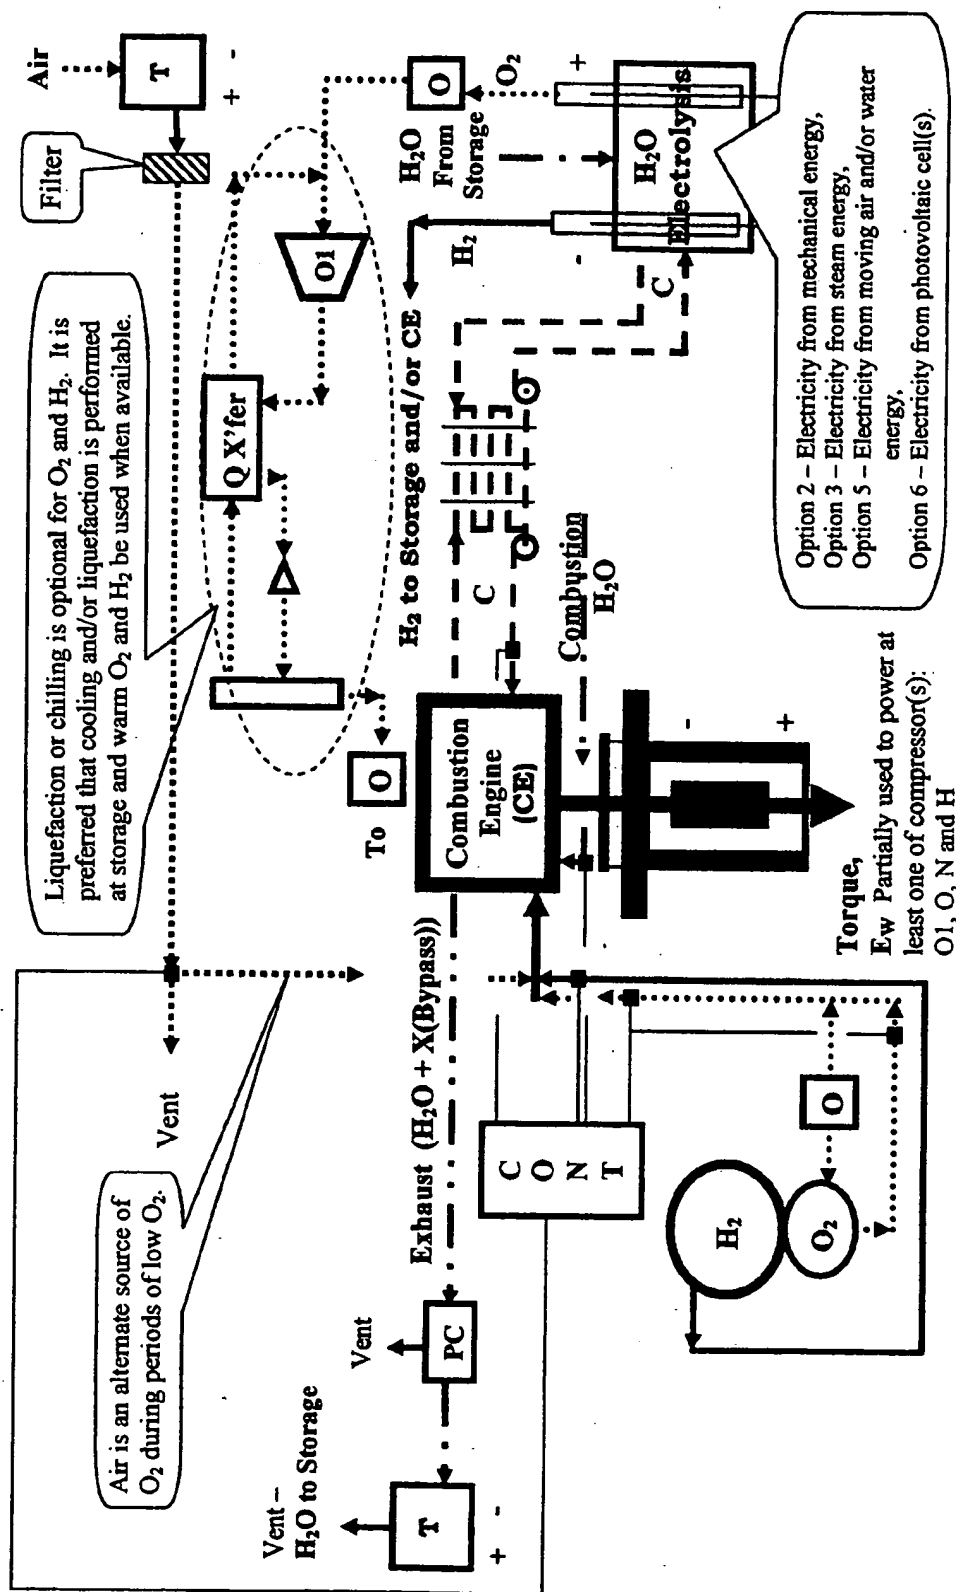 Air
T
- +
Filter
Liquefaction or chilling is optional for O₂ and H₂. It is
preferred that cooling and/or liquefaction is performed
at storage and warm O₂ and H₂ be used when available.
Vent
Air is an alternate source of
O₂ during periods of low O₂.
Q X'fer
O1
O
O₂
H₂O
From
Storage
+
H₂O
Electrolysis
-
H₂
H₂ to Storage and/or CE
C
C
To
O
Combustion
Engine
(CE)
Combustion
H₂O
Exhaust (H₂O + X(Bypass))
Vent
PC
Vent –
H₂O to Storage
T
+ -
C
O
N
T
H₂
O₂
O
- +
Torque,
Ew Partially used to power at
least one of compressor(s):
O1, O, N and H
Option 2 – Electricity from mechanical energy,
Option 3 – Electricity from steam energy,
Option 5 – Electricity from moving air and/or water
energy,
Option 6 – Electricity from photovoltaic cell(s).